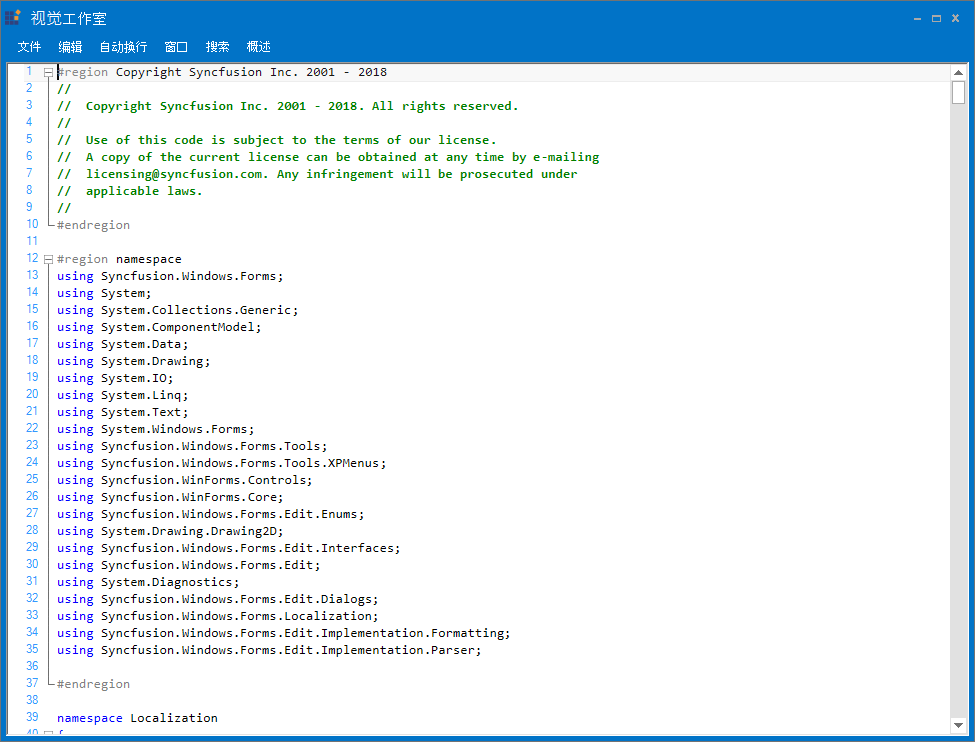 视觉工作室
文件 编辑 自动换行 窗口 搜索 概述
1 #region Copyright Syncfusion Inc. 2001 - 2018
2 //
3 //  Copyright Syncfusion Inc. 2001 - 2018. All rights reserved.
4 //
5 //  Use of this code is subject to the terms of our license.
6 //  A copy of the current license can be obtained at any time by e-mailing
7 //  licensing@syncfusion.com. Any infringement will be prosecuted under
8 //  applicable laws.
9 //
10 #endregion
11
12 #region namespace
13 using Syncfusion.Windows.Forms;
14 using System;
15 using System.Collections.Generic;
16 using System.ComponentModel;
17 using System.Data;
18 using System.Drawing;
19 using System.IO;
20 using System.Linq;
21 using System.Text;
22 using System.Windows.Forms;
23 using Syncfusion.Windows.Forms.Tools;
24 using Syncfusion.Windows.Forms.Tools.XPMenus;
25 using Syncfusion.WinForms.Controls;
26 using Syncfusion.WinForms.Core;
27 using Syncfusion.Windows.Forms.Edit.Enums;
28 using System.Drawing.Drawing2D;
29 using Syncfusion.Windows.Forms.Edit.Interfaces;
30 using Syncfusion.Windows.Forms.Edit;
31 using System.Diagnostics;
32 using Syncfusion.Windows.Forms.Edit.Dialogs;
33 using Syncfusion.Windows.Forms.Localization;
34 using Syncfusion.Windows.Forms.Edit.Implementation.Formatting;
35 using Syncfusion.Windows.Forms.Edit.Implementation.Parser;
36
37 #endregion
38
39 namespace Localization
40 {